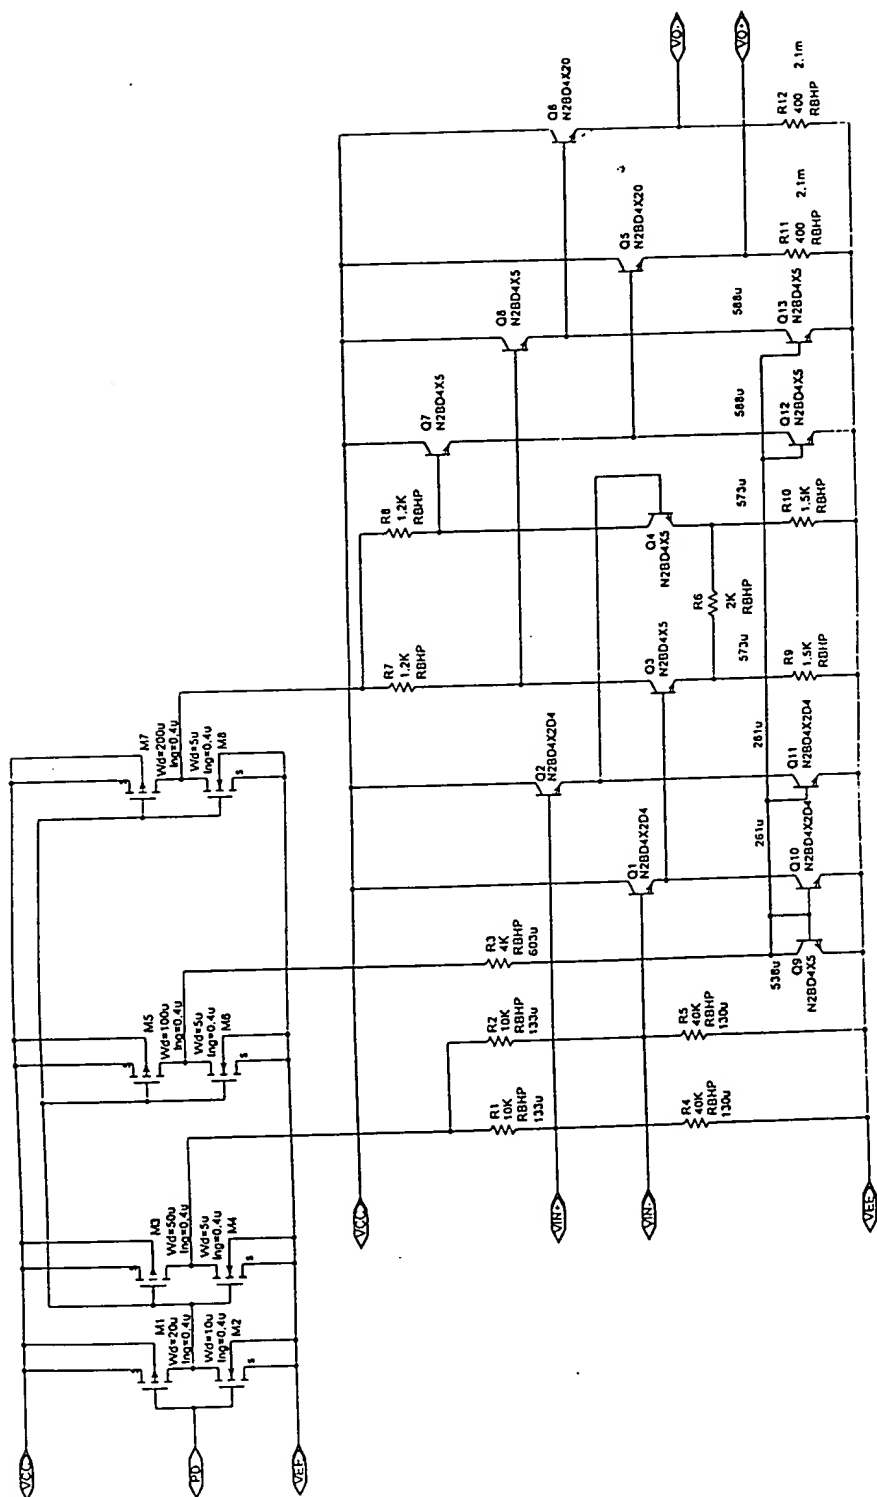 VCC
PD
VEE
M1
Wd=20u
lng=0.4u
Wd=10u
lng=0.4u
M2
s
M3
Wd=50u
lng=0.4u
Wd=5u
lng=0.4u
M4
s
M5
Wd=100u
lng=0.4u
Wd=5u
lng=0.4u
M6
s
M7
Wd=200u
lng=0.4u
Wd=5u
lng=0.4u
M8
s
VCC
VIN+
VIN-
VEE
R1
10K
RBHP
133u
R2
10K
RBHP
133u
R3
4K
RBHP
603u
R4
40K
RBHP
130u
R5
40K
RBHP
130u
Q9
N2BD4X5
Q1
N2BD4X2D4
Q10
N2BD4X2D4
261u
Q2
N2BD4X2D4
Q11
N2BD4X2D4
R7
1.2K
RBHP
Q3
N2BD4X5
573u
R9
1.5K
RBHP
R6
2K
RBHP
R8
1.2K
RBHP
Q4
N2BD4X5
573u
R10
1.5K
RBHP
Q7
N2BD4X5
588u
Q12
N2BD4X5
Q8
N2BD4X5
588u
Q13
N2BD4X5
Q5
N2BD4X20
R11
400
RBHP
2.1m
Q6
N2BD4X20
R12
400
RBHP
2.1m
VO-
VO+